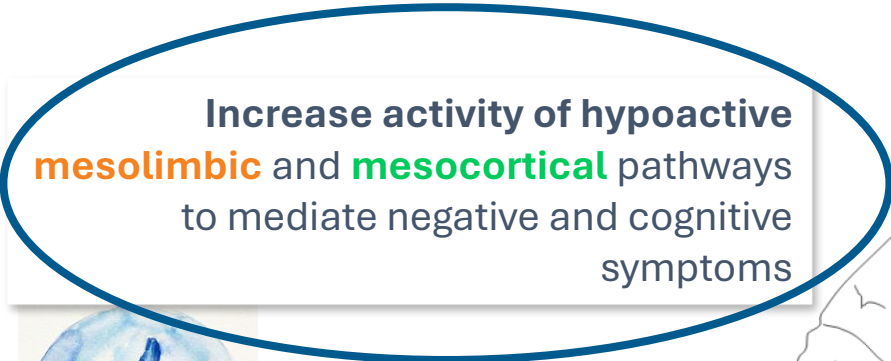 Increase activity of hypoactive
mesolimbic and mesocortical pathways
to mediate negative and cognitive
symptoms